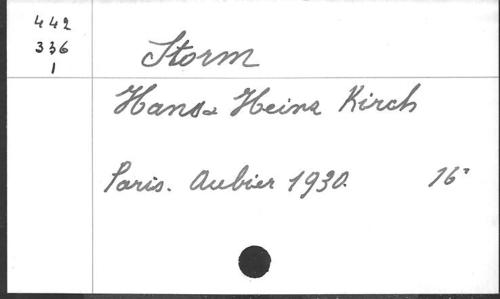 442
336
1
Storm
Hans Heinz Kirch
Paris. Aubier 1930. 16°